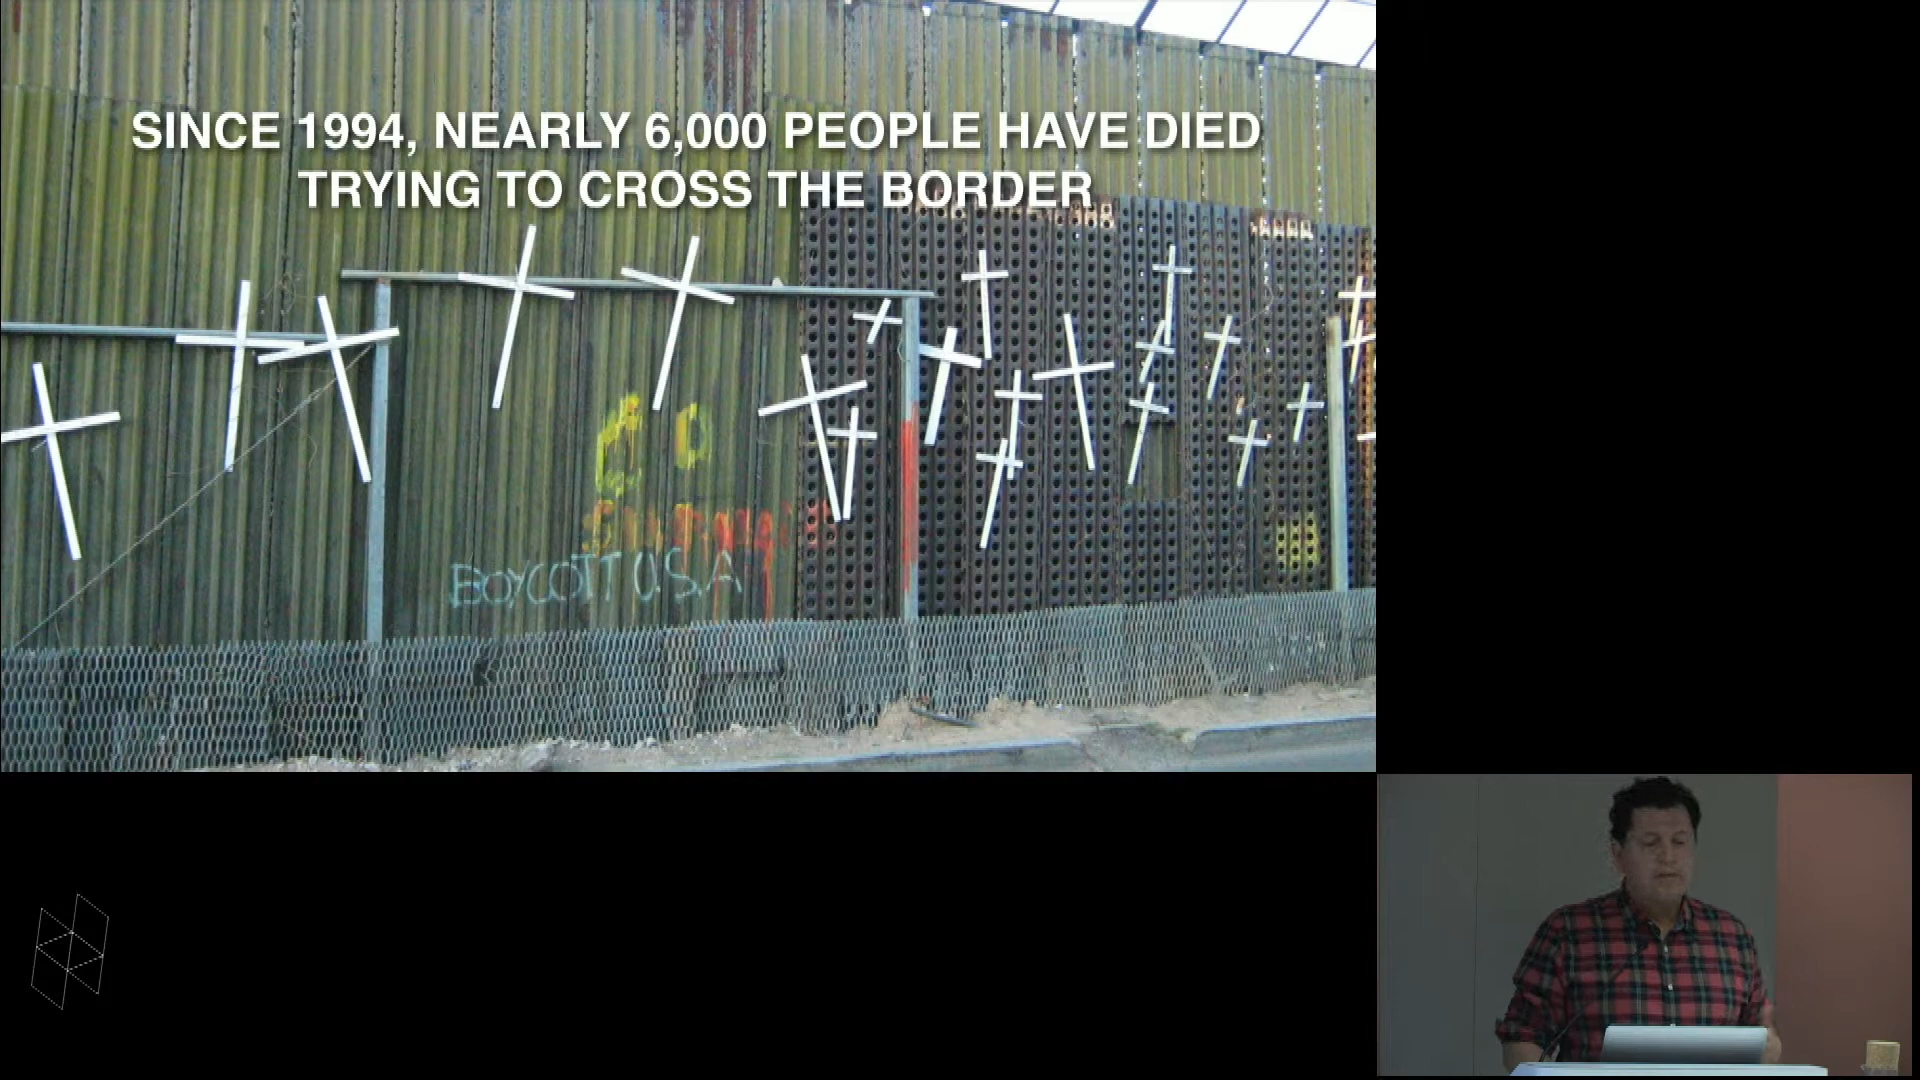 SINCE 1994, NEARLY 6,000 PEOPLE HAVE DIED
TRYING TO CROSS THE BORDER
BOYCOTT U.S.A